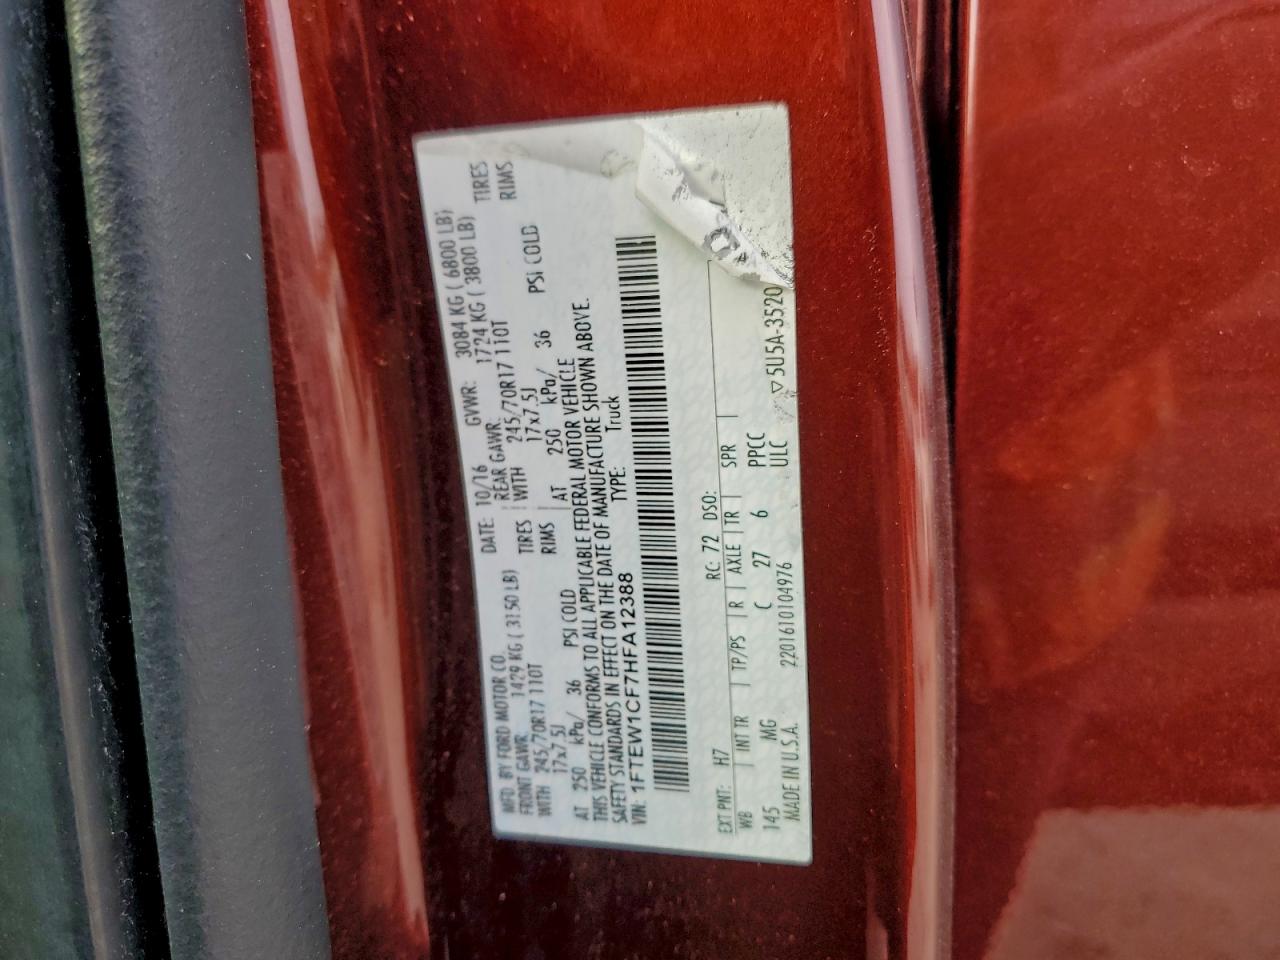 MFD. BY FORD MOTOR CO.
DATE: 10/16 GVWR: 3084 KG ( 6800 LB)
FRONT GAWR: 1429 KG ( 3150 LB)
REAR GAWR: 1724 KG ( 3800 LB)
WITH 245/70R17 110T TIRES
WITH 245/70R17 110T TIRES
17x7.5J RIMS
17x7.5J RIMS
AT 250 kPa/ 36 PSI COLD
AT 250 kPa/ 36 PSI COLD
THIS VEHICLE CONFORMS TO ALL APPLICABLE FEDERAL MOTOR VEHICLE
SAFETY STANDARDS IN EFFECT ON THE DATE OF MANUFACTURE SHOWN ABOVE.
VIN: 1FTEW1CF7HFA12388
TYPE: Truck
EXT PNT: H7 RC: 72 DSO:
WB | INT TR | TP/PS | R | AXLE | TR | SPR |
145 MG C 27 6 PPCC
MADE IN U.S.A. 2201610104976 ULC ▽ 5U5A-3520